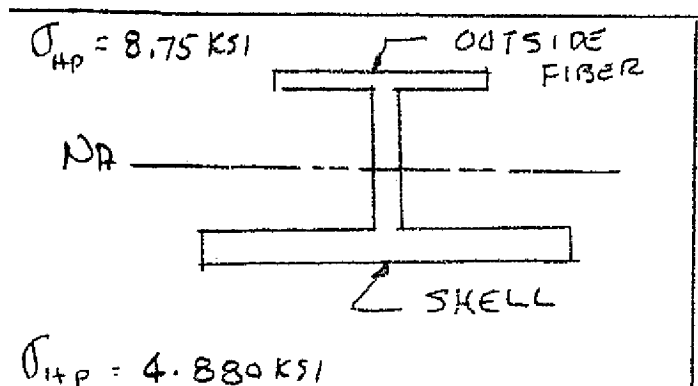 σHP = 8.75 KSI
OUTSIDE
FIBER
NA
SHELL
σHP = 4.880 KSI